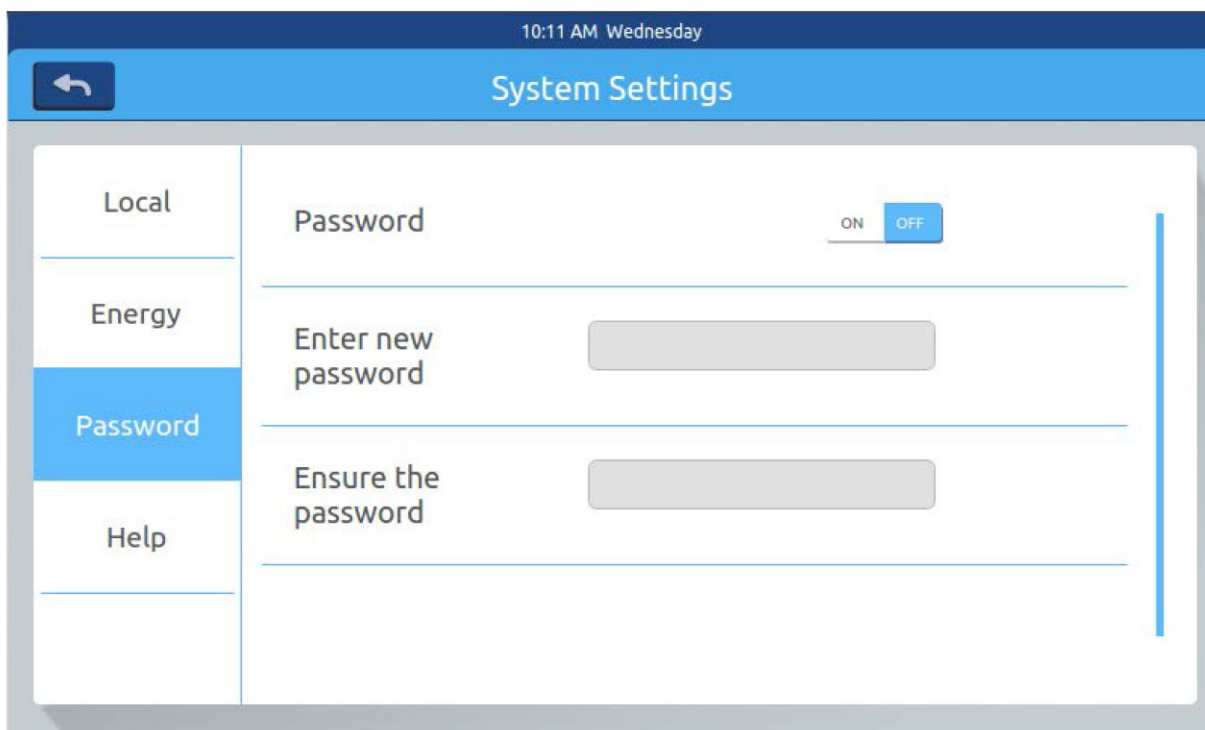 10:11 AM Wednesday
System Settings
Local
Energy
Password
Help
Password
ON OFF
Enter new
password
Ensure the
password